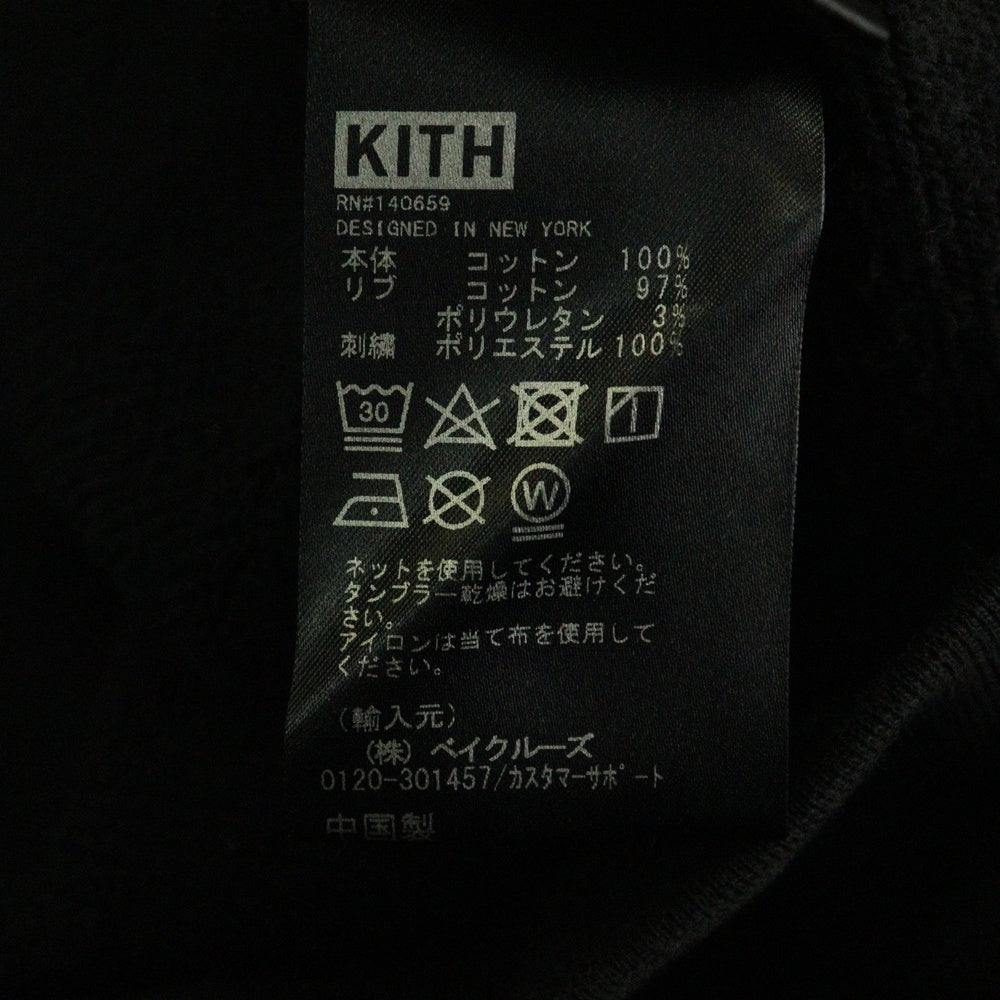 KITH
RN#140659
DESIGNED IN NEW YORK
本体 コットン 100%
リブ コットン 97%
ポリウレタン 3%
刺繍 ポリエステル 100%
30
W
ネットを使用してください。
タンブラー乾燥はお避けくだ
さい。
アイロンは当て布を使用して
ください。
(輸入元)
(株) ベイクルーズ
0120-301457/カスタマーサポート
中国製